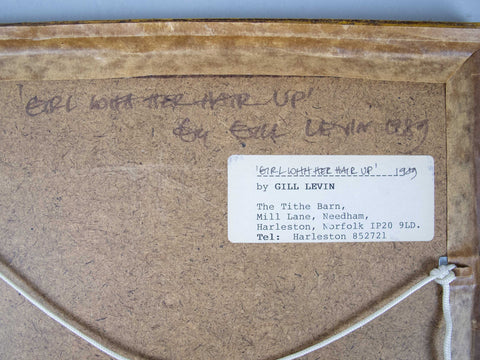 'GIRL WITH HER HAIR UP'
by GILL LEVIN 1989
'GIRL WITH HER HAIR UP' 1989
by GILL LEVIN
The Tithe Barn,
Mill Lane, Needham,
Harleston, Norfolk IP20 9LD.
Tel: Harleston 852721